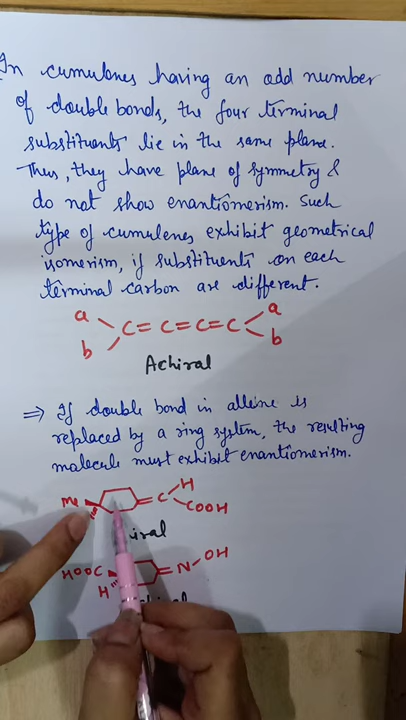 In cumulenes having an odd number
of double bonds, the four terminal
substituents lie in the same plane.
Thus, they have plane of symmetry &
do not show enantiomerism. Such
type of cumulenes exhibit geometrical
isomerism, if substituents on each
terminal carbon are different.
a a
C = C = C = C
b b
Achiral
⇒ If double bond in allene is
replaced by a ring system, the resulting
molecule must exhibit enantiomerism.
H
Me = C
COOH
OH
HOOC = N
H